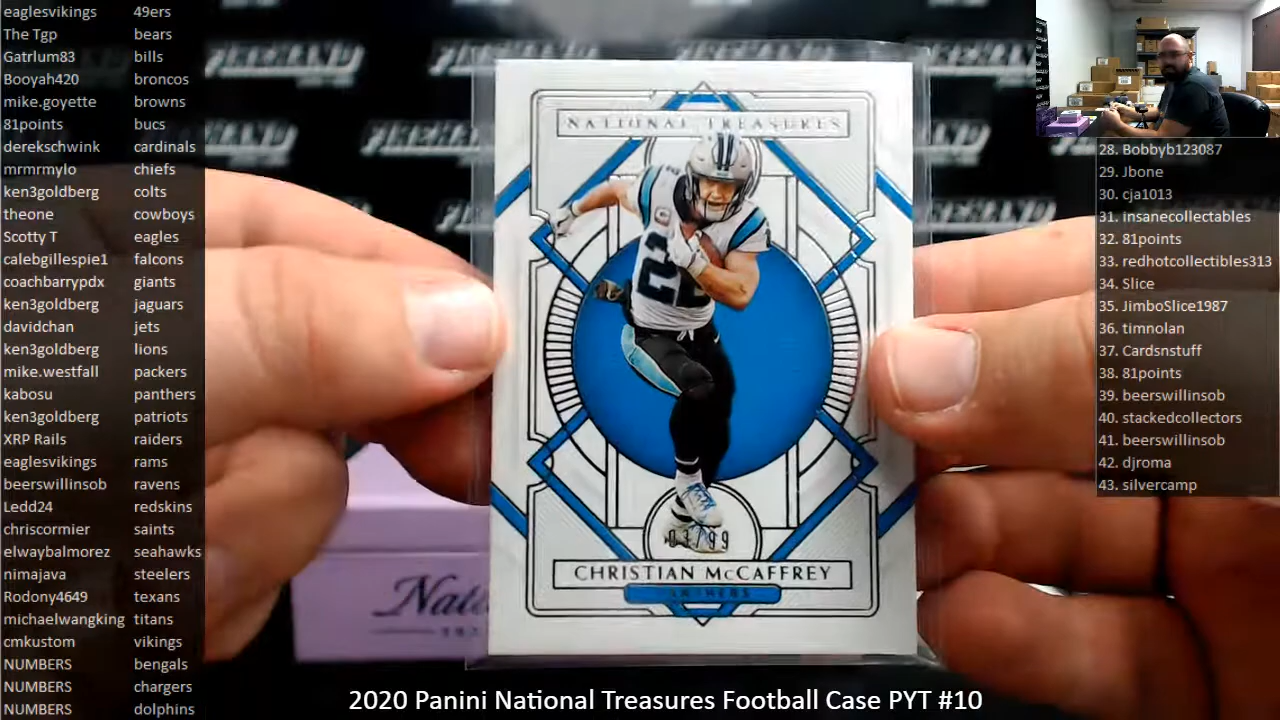 eaglesvikings 49ers
The Tgp bears
Gatrlum83 bills
Booyah420 broncos
mike.goyette browns
81points bucs
derekschwink cardinals
mrmrmylo chiefs
ken3goldberg colts
theone cowboys
Scotty T eagles
calebgillespie1 falcons
coachbarrypdx giants
ken3goldberg jaguars
davidchan jets
ken3goldberg lions
mike.westfall packers
kabosu panthers
ken3goldberg patriots
XRP Rails raiders
eaglesvikings rams
beerswillinsob ravens
Ledd24 redskins
chriscormier saints
elwaybalmorez seahawks
nimajava steelers
Rodony4649 texans
michaelwangking titans
cmkustom vikings
NUMBERS bengals
NUMBERS chargers
NUMBERS dolphins
NATIONAL TREASURES
22
03/99
CHRISTIAN McCAFFREY
28. Bobbyb123087
29. Jbone
30. cja1013
31. insanecollectables
32. 81points
33. redhotcollectibles313
34. Slice
35. JimboSlice1987
36. timnolan
37. Cardsnstuff
38. 81points
39. beerswillinsob
40. stackedcollectors
41. beerswillinsob
42. djroma
43. silvercamp
2020 Panini National Treasures Football Case PYT #10